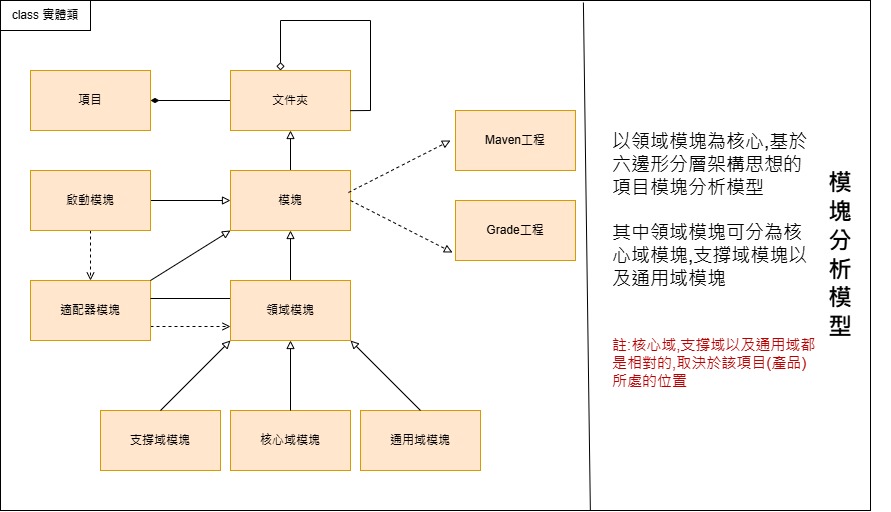 class 實體類
項目
文件夾
Maven工程
啟動模塊
模塊
Grade工程
適配器模塊
領域模塊
支撐域模塊
核心域模塊
通用域模塊
以領域模塊為核心,基於
六邊形分層架構思想的
項目模塊分析模型
其中領域模塊可分為核
心域模塊,支撐域模塊以
及通用域模塊
註:核心域,支撐域以及通用域都
是相對的,取決於該項目(產品)
所處的位置
模塊分析模型